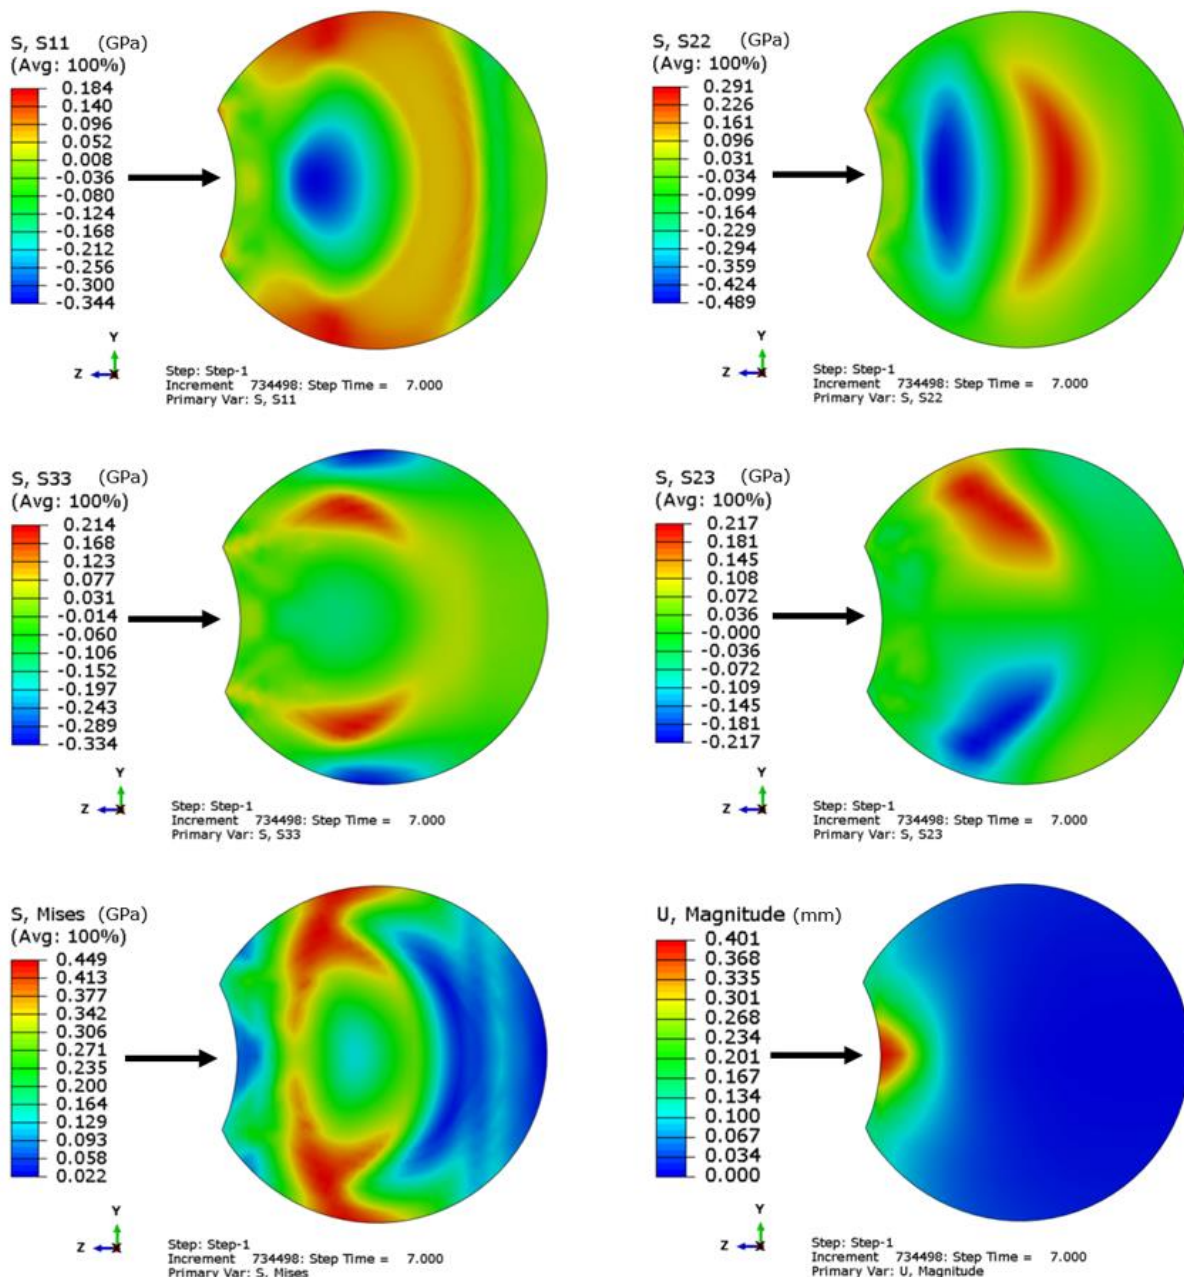 S, S11 (GPa)
(Avg: 100%)
0.184
0.140
0.096
0.052
0.008
-0.036
-0.080
-0.124
-0.168
-0.212
-0.256
-0.300
-0.344
Y
Z
X
Step: Step-1
Increment 734498: Step Time = 7.000
Primary Var: S, S11
S, S22 (GPa)
(Avg: 100%)
0.291
0.226
0.161
0.096
0.031
-0.034
-0.099
-0.164
-0.229
-0.294
-0.359
-0.424
-0.489
Y
Z
X
Step: Step-1
Increment 734498: Step Time = 7.000
Primary Var: S, S22
S, S33 (GPa)
(Avg: 100%)
0.214
0.168
0.123
0.077
0.031
-0.014
-0.060
-0.106
-0.152
-0.197
-0.243
-0.289
-0.334
Y
Z
X
Step: Step-1
Increment 734498: Step Time = 7.000
Primary Var: S, S33
S, S23 (GPa)
(Avg: 100%)
0.217
0.181
0.145
0.108
0.072
0.036
-0.000
-0.036
-0.072
-0.109
-0.145
-0.181
-0.217
Y
Z
X
Step: Step-1
Increment 734498: Step Time = 7.000
Primary Var: S, S23
S, Mises (GPa)
(Avg: 100%)
0.449
0.413
0.377
0.342
0.306
0.271
0.235
0.200
0.164
0.129
0.093
0.058
0.022
Y
Z
X
Step: Step-1
Increment 734498: Step Time = 7.000
Primary Var: S, Mises
U, Magnitude (mm)
0.401
0.368
0.335
0.301
0.268
0.234
0.201
0.167
0.134
0.100
0.067
0.034
0.000
Y
Z
X
Step: Step-1
Increment 734498: Step Time = 7.000
Primary Var: U, Magnitude